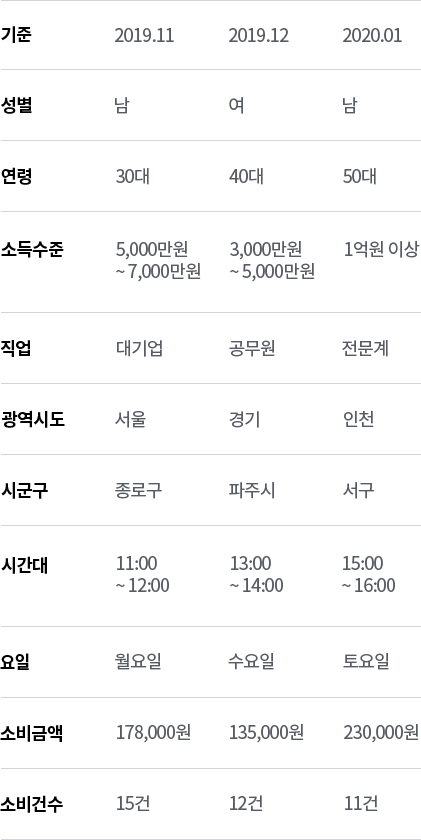 기준 2019.11 2019.12 2020.01
성별 남 여 남
연령 30대 40대 50대
소득수준 5,000만원 3,000만원 1억원 이상
~ 7,000만원 ~ 5,000만원
직업 대기업 공무원 전문계
광역시도 서울 경기 인천
시군구 종로구 파주시 서구
시간대 11:00 13:00 15:00
~ 12:00 ~ 14:00 ~ 16:00
요일 월요일 수요일 토요일
소비금액 178,000원 135,000원 230,000원
소비건수 15건 12건 11건